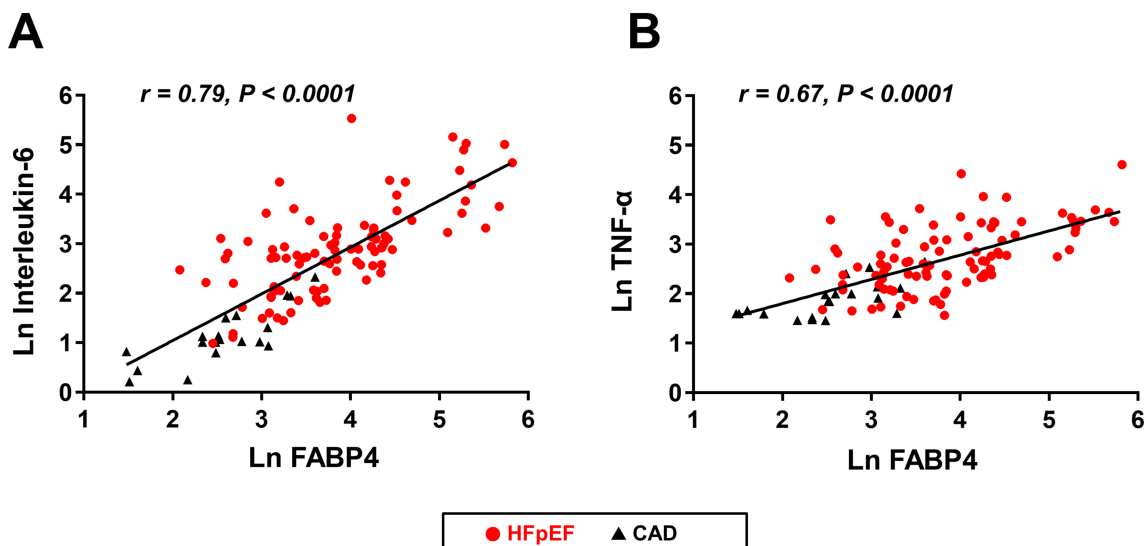 A
r = 0.79, P < 0.0001
Ln Interleukin-6
6
5
4
3
2
1
0
1 2 3 4 5 6
Ln FABP4
B
r = 0.67, P < 0.0001
Ln TNF-α
6
5
4
3
2
1
0
1 2 3 4 5 6
Ln FABP4
HFpEF CAD